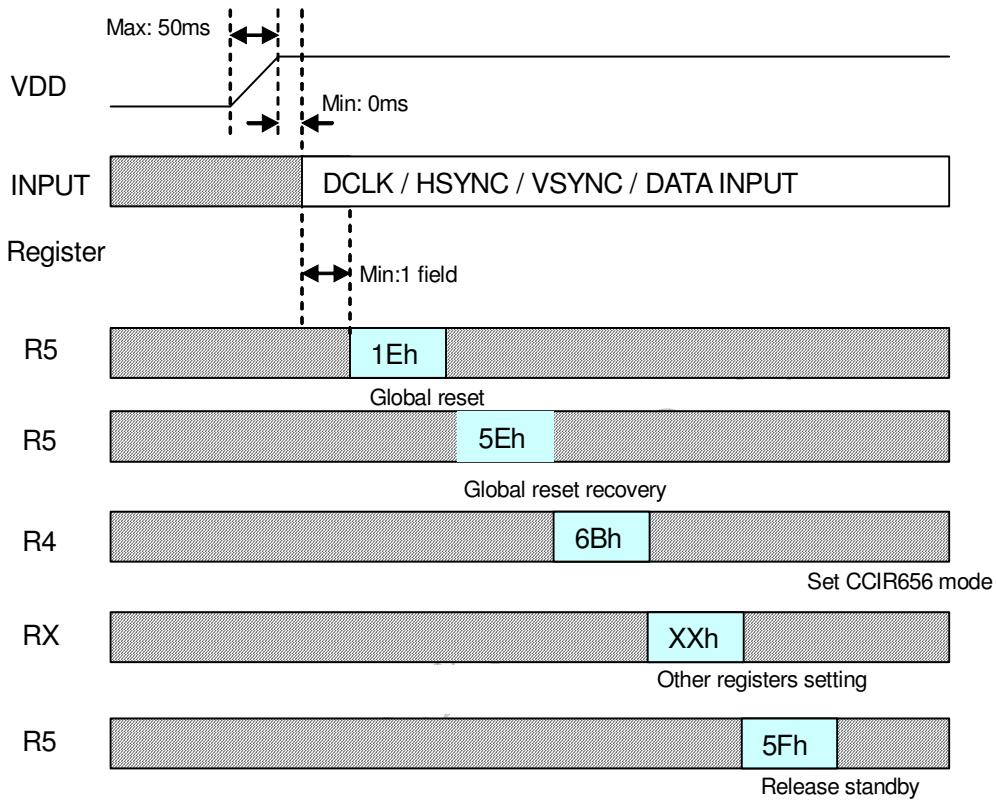 Max: 50ms
VDD
Min: 0ms
INPUT
DCLK / HSYNC / VSYNC / DATA INPUT
Register
Min:1 field
R5
1Eh
Global reset
R5
5Eh
Global reset recovery
R4
6Bh
Set CCIR656 mode
RX
XXh
Other registers setting
R5
5Fh
Release standby